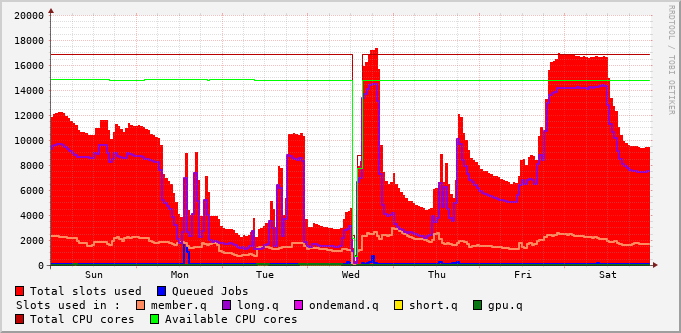 RRDTOOL / TOBI OETIKER
20000
18000
16000
14000
12000
10000
8000
6000
4000
2000
0
Sun Mon Tue Wed Thu Fri Sat
Total slots used Queued Jobs
Slots used in : member.q long.q ondemand.q short.q gpu.q
Total CPU cores Available CPU cores